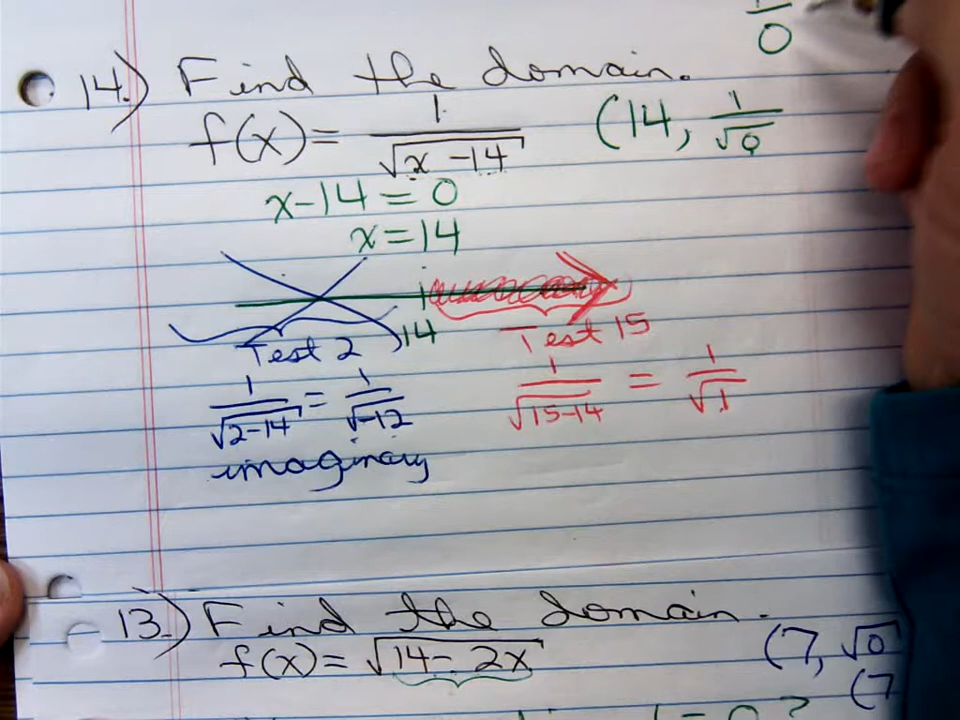 1/0
14.) Find the domain.
f(x) = 1/√(x-14) (14, 1/√0
x-14 = 0
x = 14
14
Test 2 Test 15
1/√(2-14) = 1/√-12 1/√(15-14) = 1/√1
imaginary
13.) Find the domain.
f(x) = √(14-2x) (7, √0
(7
= 0?